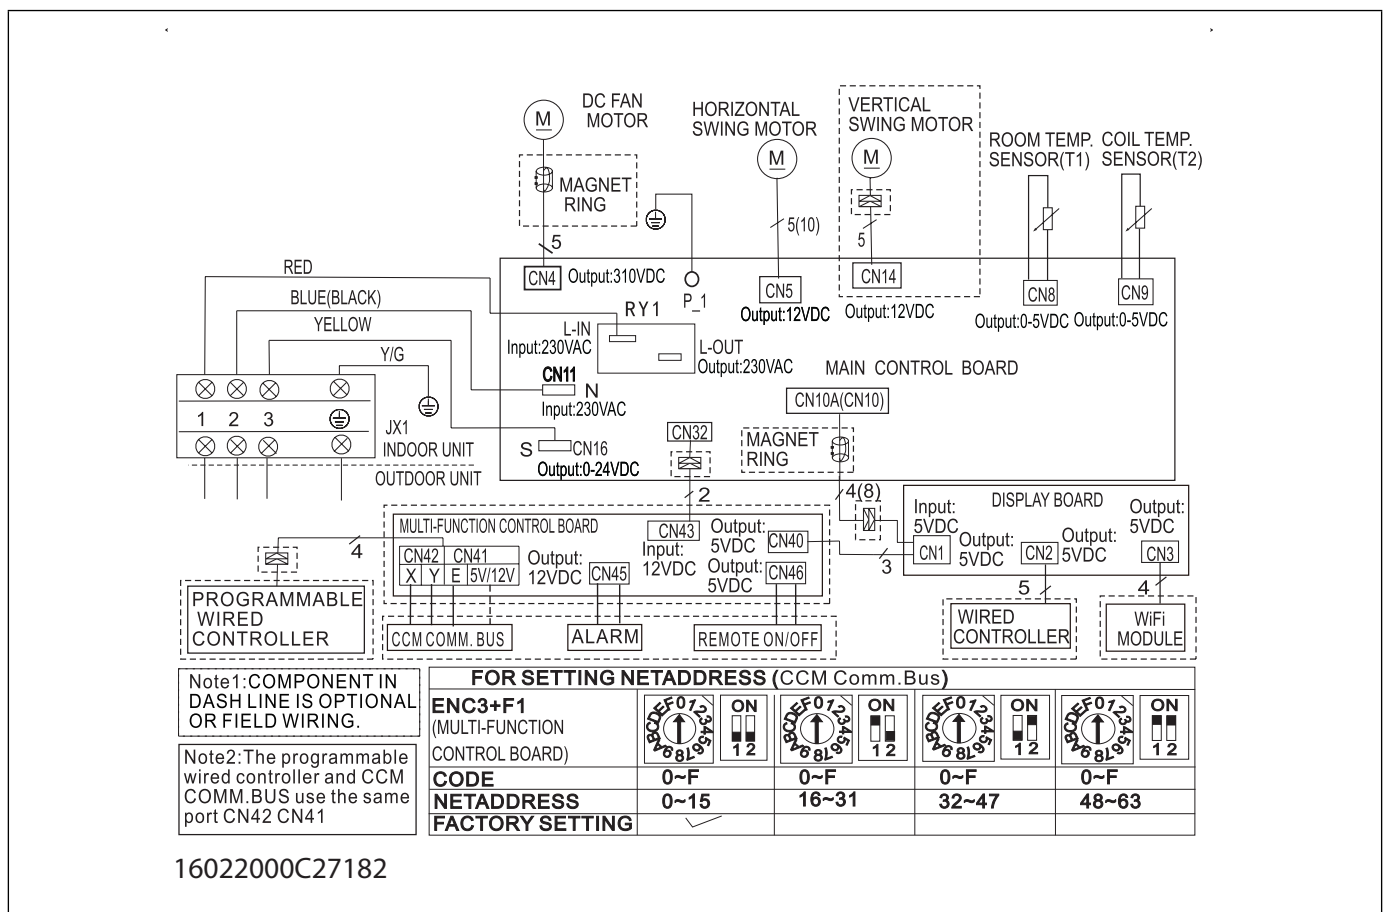 DC FAN
MOTOR
M
HORIZONTAL
SWING MOTOR
M
VERTICAL
SWING MOTOR
M
ROOM TEMP.
SENSOR(T1)
COIL TEMP.
SENSOR(T2)
MAGNET
RING
5
5(10)
5
RED
BLUE(BLACK)
YELLOW
Y/G
CN4
Output:310VDC
P_1
CN5
Output:12VDC
CN14
Output:12VDC
CN8
Output:0-5VDC
CN9
Output:0-5VDC
RY1
L-IN
Input:230VAC
L-OUT
Output:230VAC
CN11
N
Input:230VAC
MAIN CONTROL BOARD
CN10A(CN10)
1 2 3
JX1
INDOOR UNIT
OUTDOOR UNIT
S
CN16
Output:0-24VDC
CN32
MAGNET
RING
2
4(8)
MULTI-FUNCTION CONTROL BOARD
CN42 CN41
X Y E 5V/12V
Output:
12VDC
CN45
CN43
Input:
12VDC
Output:
5VDC
CN40
Output:
5VDC
CN46
3
DISPLAY BOARD
Input:
5VDC
CN1
Output:
5VDC
CN2
Output:
5VDC
Output:
5VDC
CN3
4
5
4
PROGRAMMABLE
WIRED
CONTROLLER
CCM COMM. BUS
ALARM
REMOTE ON/OFF
WIRED
CONTROLLER
WiFi
MODULE
Note1:COMPONENT IN
DASH LINE IS OPTIONAL
OR FIELD WIRING.
Note2:The programmable
wired controller and CCM
COMM.BUS use the same
port CN42 CN41
FOR SETTING NETADDRESS (CCM Comm.Bus)
ENC3+F1
(MULTI-FUNCTION
CONTROL BOARD)
0123456789ABCDEF
ON
1 2
0123456789ABCDEF
ON
1 2
0123456789ABCDEF
ON
1 2
0123456789ABCDEF
ON
1 2
CODE 0~F 0~F 0~F 0~F
NETADDRESS 0~15 16~31 32~47 48~63
FACTORY SETTING
16022000C27182